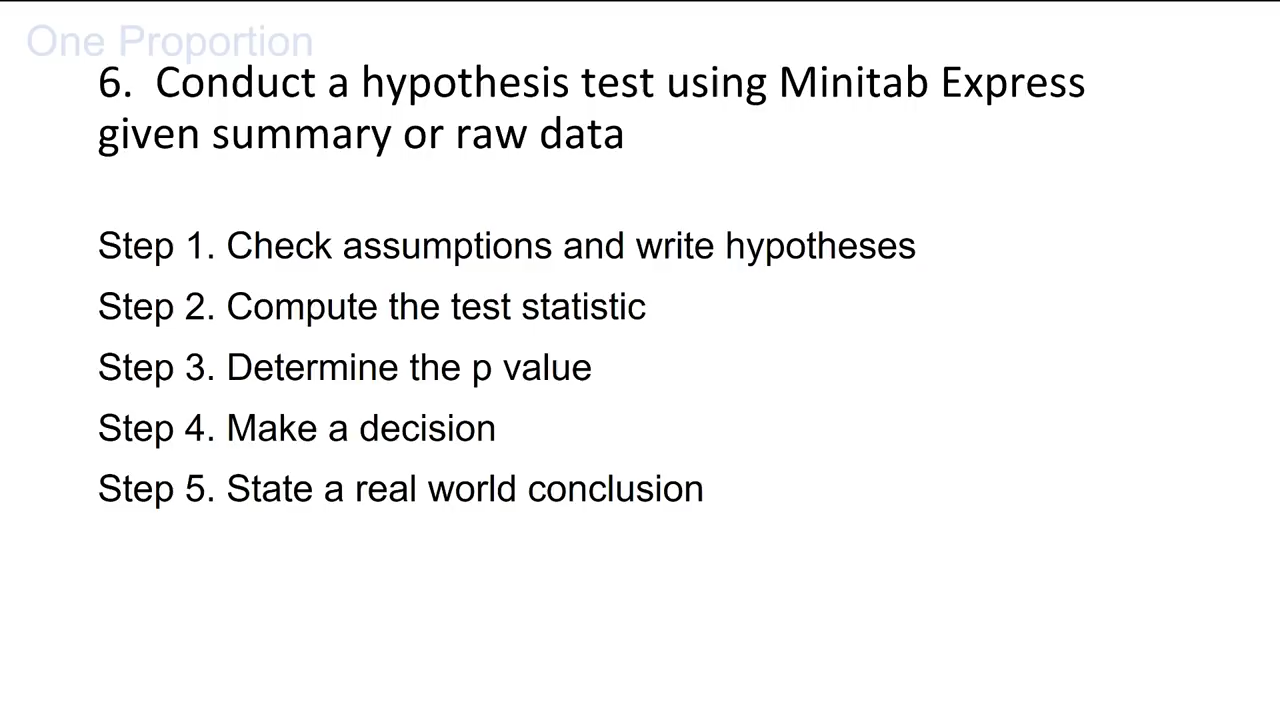 One Proportion
6. Conduct a hypothesis test using Minitab Express
given summary or raw data
Step 1. Check assumptions and write hypotheses
Step 2. Compute the test statistic
Step 3. Determine the p value
Step 4. Make a decision
Step 5. State a real world conclusion